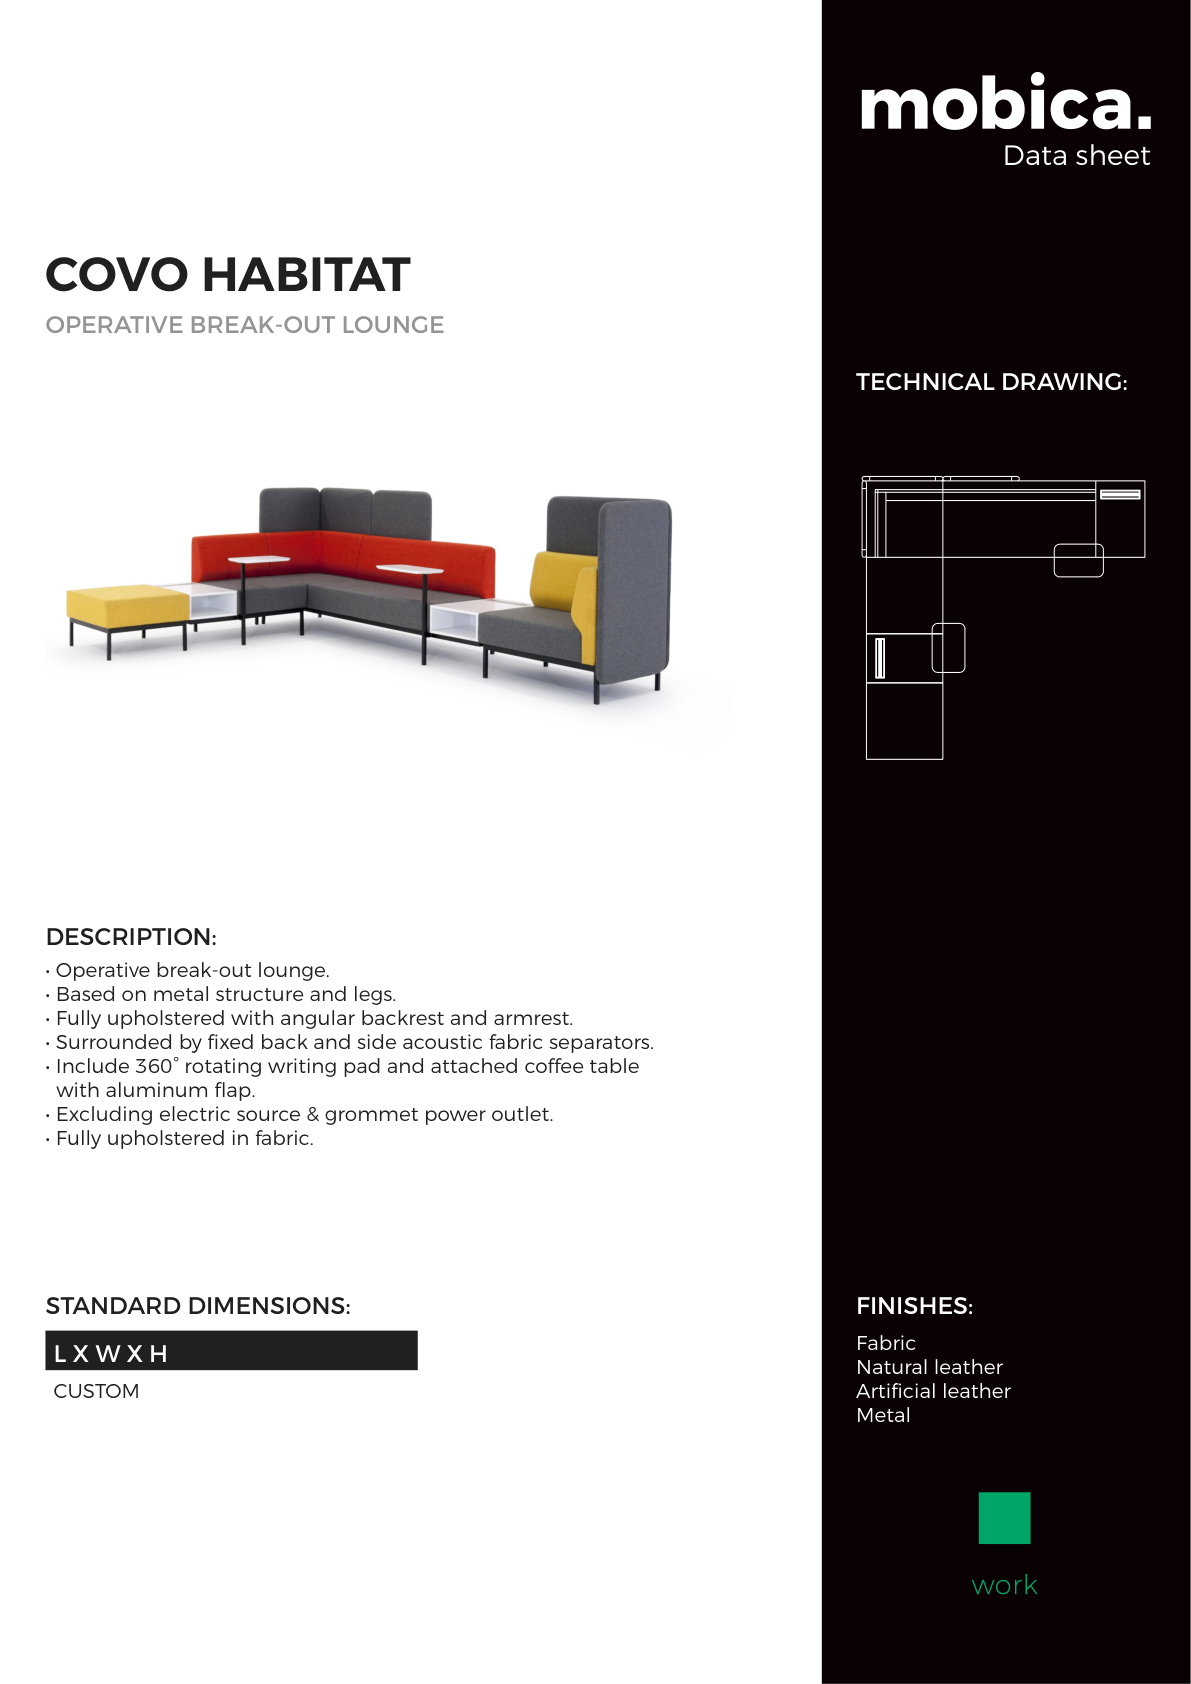 mobica.
Data sheet
COVO HABITAT
OPERATIVE BREAK-OUT LOUNGE
TECHNICAL DRAWING:
DESCRIPTION:
• Operative break-out lounge.
• Based on metal structure and legs.
• Fully upholstered with angular backrest and armrest.
• Surrounded by fixed back and side acoustic fabric separators.
• Include 360° rotating writing pad and attached coffee table
with aluminum flap.
• Excluding electric source & grommet power outlet.
• Fully upholstered in fabric.
STANDARD DIMENSIONS:
L X W X H
CUSTOM
FINISHES:
Fabric
Natural leather
Artificial leather
Metal
work